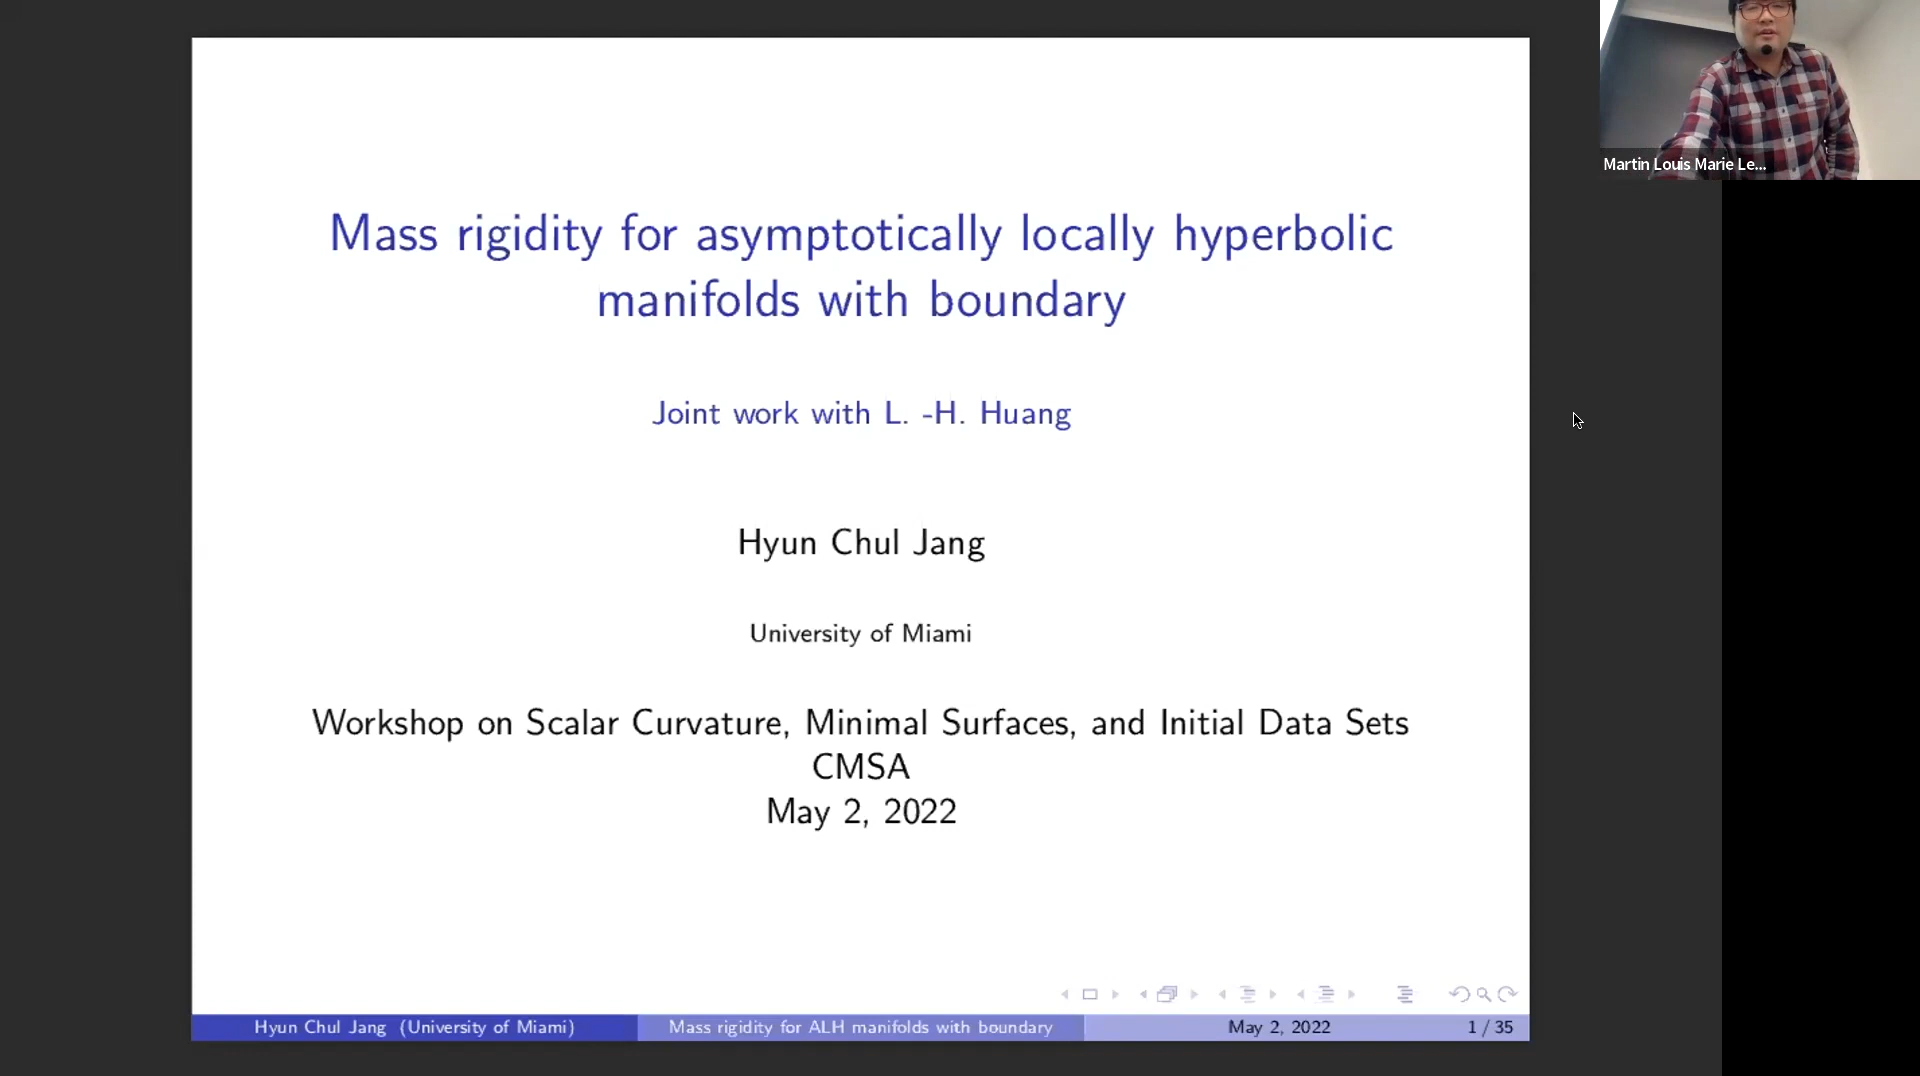 Mass rigidity for asymptotically locally hyperbolic
manifolds with boundary
Joint work with L. -H. Huang
Hyun Chul Jang
University of Miami
Workshop on Scalar Curvature, Minimal Surfaces, and Initial Data Sets
CMSA
May 2, 2022
Hyun Chul Jang (University of Miami) Mass rigidity for ALH manifolds with boundary May 2, 2022 1 / 35
Martin Louis Marie Le...